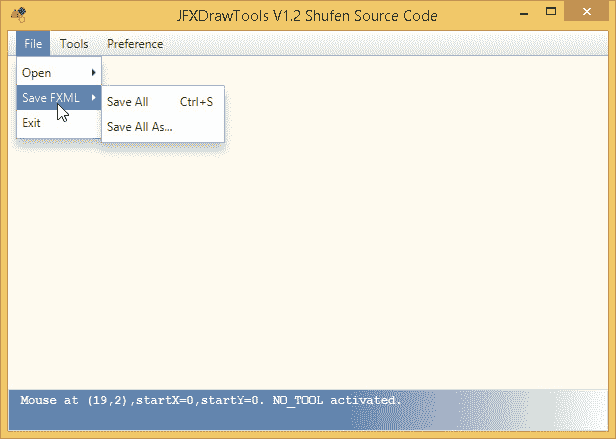 JFXDrawTools V1.2 Shufen Source Code
File Tools Preference
Open
Save FXML
Exit
Save All Ctrl+S
Save All As...
Mouse at (19,2),startX=0,startY=0. NO_TOOL activated.